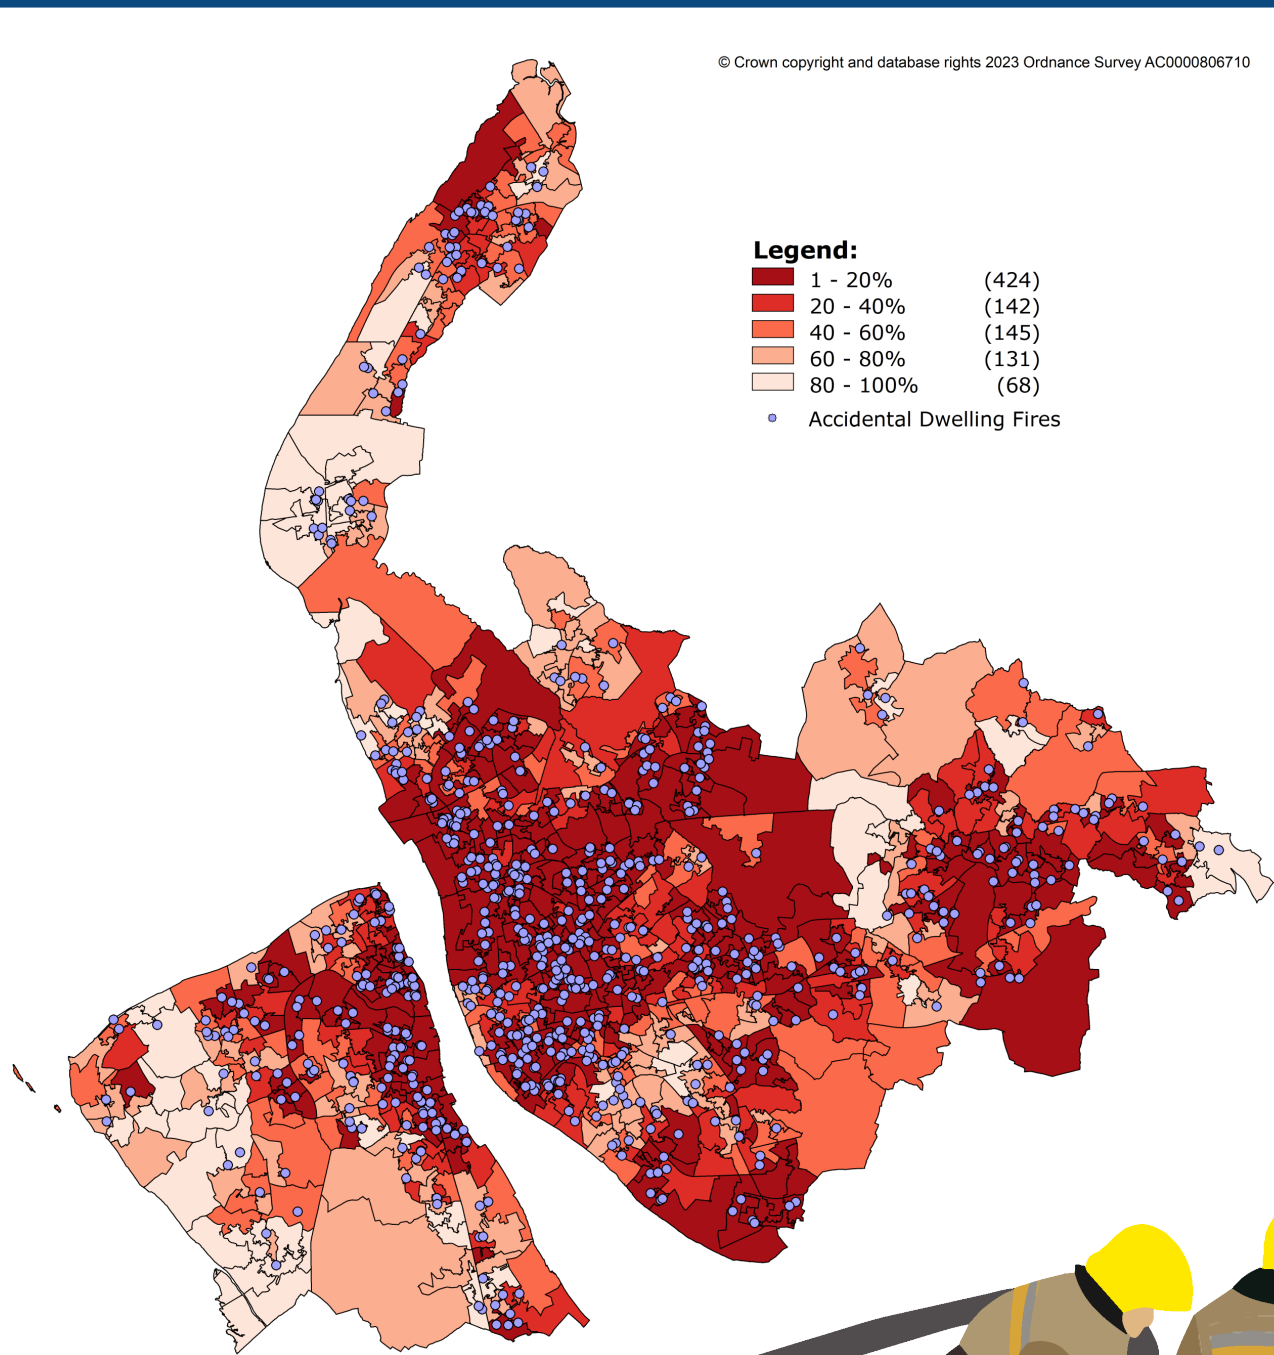 © Crown copyright and database rights 2023 Ordnance Survey AC0000806710
Legend:
1 - 20% (424)
20 - 40% (142)
40 - 60% (145)
60 - 80% (131)
80 - 100% (68)
Accidental Dwelling Fires